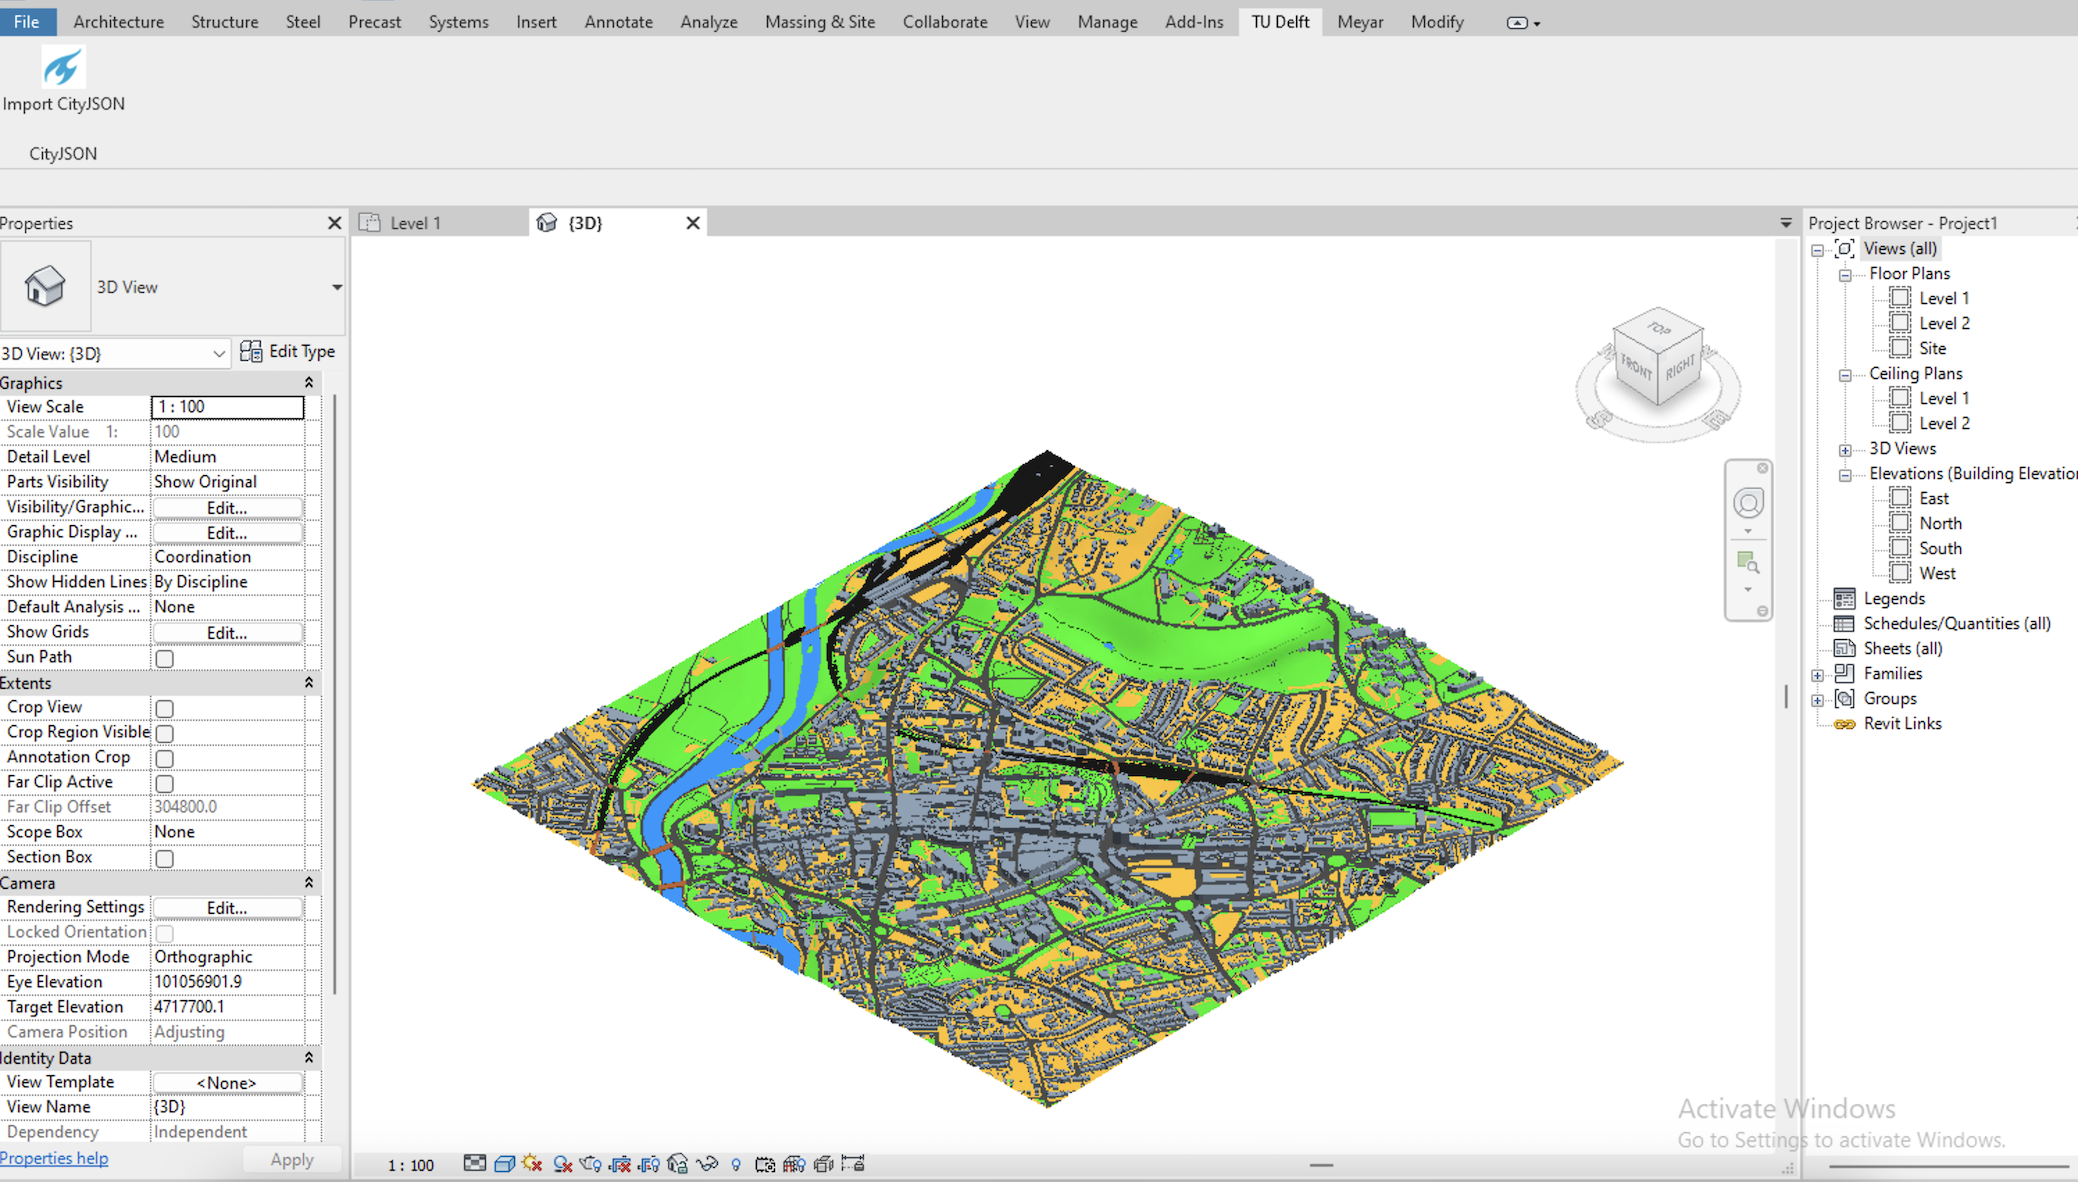 File Architecture Structure Steel Precast Systems Insert Annotate Analyze Massing & Site Collaborate View Manage Add-Ins TU Delft Meyar Modify
Import CityJSON
CityJSON
Properties
3D View
3D View: {3D} Edit Type
Graphics
View Scale 1 : 100
Scale Value 1: 100
Detail Level Medium
Parts Visibility Show Original
Visibility/Graphic... Edit...
Graphic Display ... Edit...
Discipline Coordination
Show Hidden Lines By Discipline
Default Analysis ... None
Show Grids Edit...
Sun Path
Extents
Crop View
Crop Region Visible
Annotation Crop
Far Clip Active
Far Clip Offset 304800.0
Scope Box None
Section Box
Camera
Rendering Settings Edit...
Locked Orientation
Projection Mode Orthographic
Eye Elevation 101056901.9
Target Elevation 4717700.1
Camera Position Adjusting
Identity Data
View Template <None>
View Name {3D}
Dependency Independent
Properties help Apply
Level 1 {3D}
TOP
FRONT RIGHT
S E
1 : 100
Activate Windows
Go to Settings to activate Windows.
Project Browser - Project1
Views (all)
Floor Plans
Level 1
Level 2
Site
Ceiling Plans
Level 1
Level 2
3D Views
Elevations (Building Elevation
East
North
South
West
Legends
Schedules/Quantities (all)
Sheets (all)
Families
Groups
Revit Links